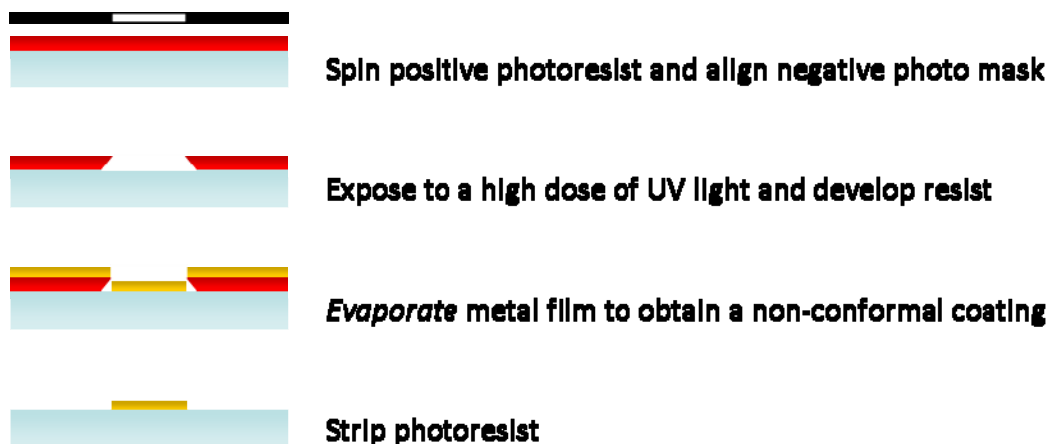 Spin positive photoresist and align negative photo mask
Expose to a high dose of UV light and develop resist
Evaporate metal film to obtain a non-conformal coating
Strip photoresist